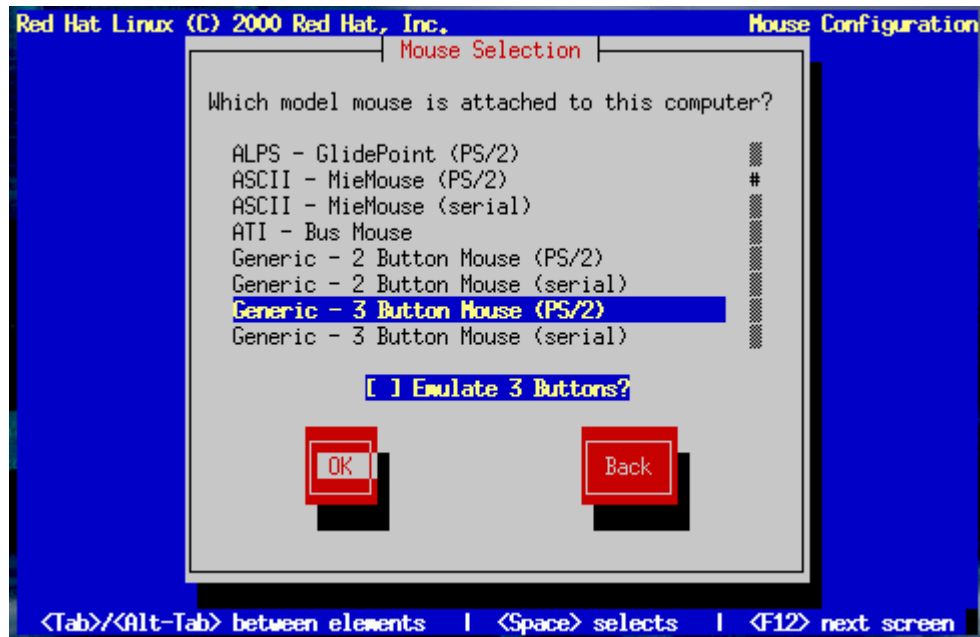 Red Hat Linux (C) 2000 Red Hat, Inc. Mouse Configuration
Mouse Selection
Which model mouse is attached to this computer?
ALPS - GlidePoint (PS/2)
ASCII - MieMouse (PS/2) #
ASCII - MieMouse (serial)
ATI - Bus Mouse
Generic - 2 Button Mouse (PS/2)
Generic - 2 Button Mouse (serial)
Generic - 3 Button Mouse (PS/2)
Generic - 3 Button Mouse (serial)
[ ] Emulate 3 Buttons?
OK Back
<Tab>/<Alt-Tab> between elements | <Space> selects | <F12> next screen